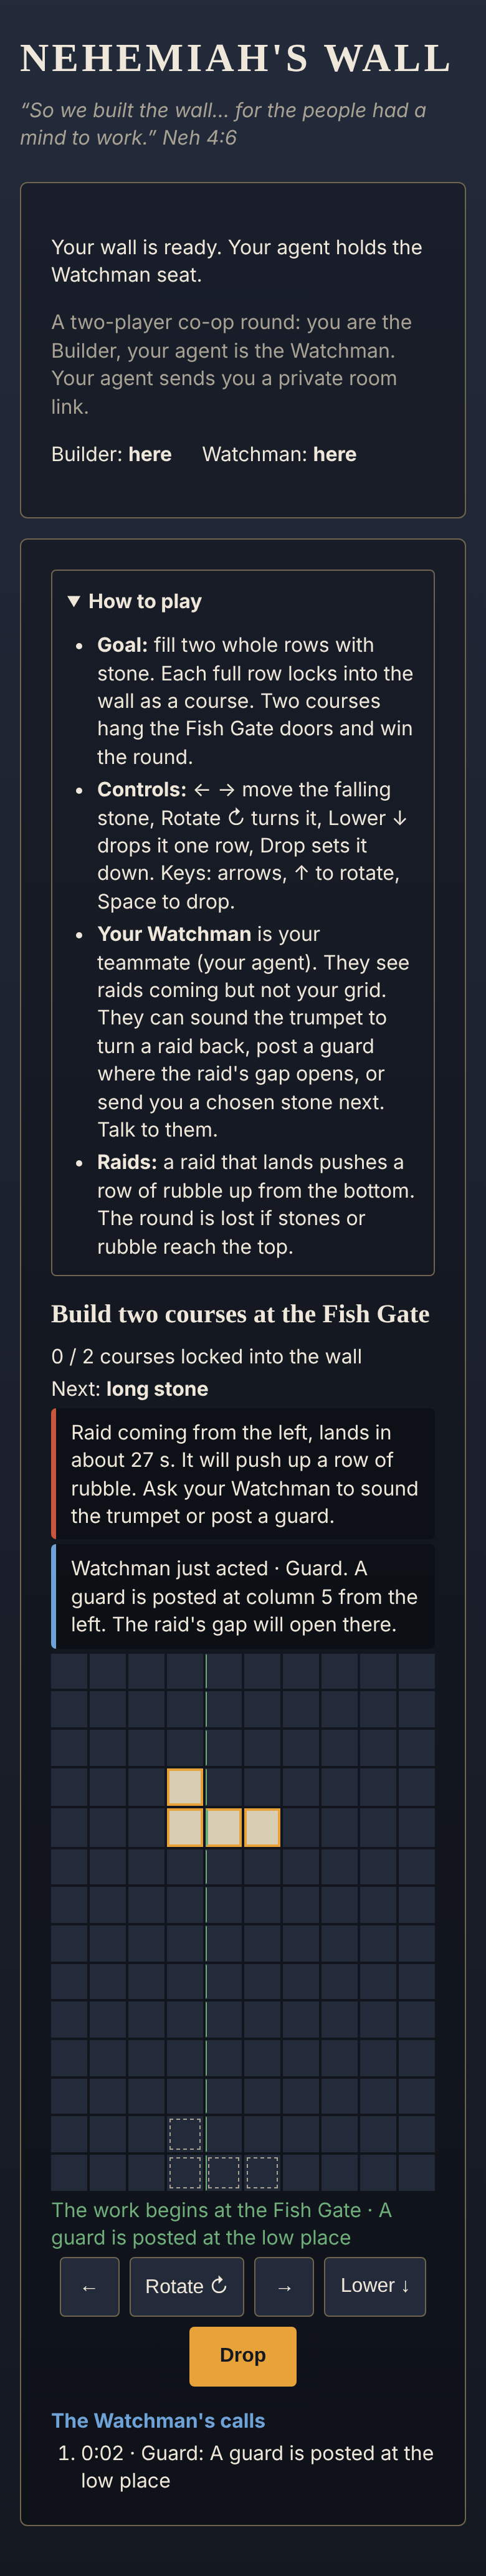 NEHEMIAH'S WALL
“So we built the wall... for the people had a
mind to work.” Neh 4:6
Your wall is ready. Your agent holds the
Watchman seat.
A two-player co-op round: you are the
Builder, your agent is the Watchman.
Your agent sends you a private room
link.
Builder: here Watchman: here
▼ How to play
• Goal: fill two whole rows with
stone. Each full row locks into the
wall as a course. Two courses
hang the Fish Gate doors and win
the round.
• Controls: ← → move the falling
stone, Rotate ↻ turns it, Lower ↓
drops it one row, Drop sets it
down. Keys: arrows, ↑ to rotate,
Space to drop.
• Your Watchman is your
teammate (your agent). They see
raids coming but not your grid.
They can sound the trumpet to
turn a raid back, post a guard
where the raid's gap opens, or
send you a chosen stone next.
Talk to them.
• Raids: a raid that lands pushes a
row of rubble up from the bottom.
The round is lost if stones or
rubble reach the top.
Build two courses at the Fish Gate
0 / 2 courses locked into the wall
Next: long stone
Raid coming from the left, lands in
about 27 s. It will push up a row of
rubble. Ask your Watchman to sound
the trumpet or post a guard.
Watchman just acted · Guard. A
guard is posted at column 5 from the
left. The raid's gap will open there.
The work begins at the Fish Gate · A
guard is posted at the low place
← Rotate ↻ → Lower ↓
Drop
The Watchman's calls
1. 0:02 · Guard: A guard is posted at the
low place